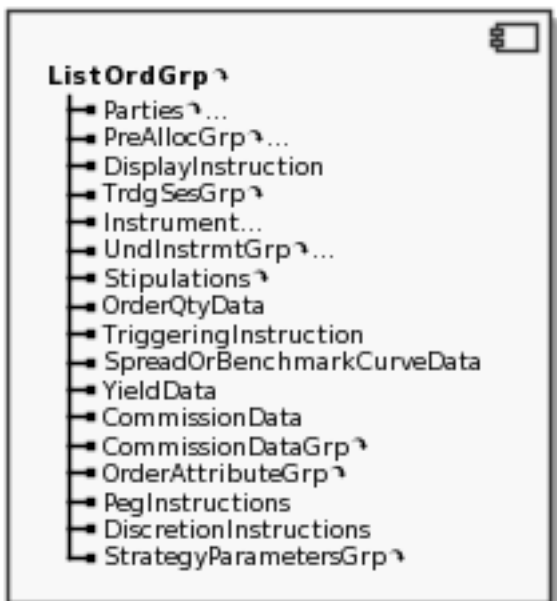 ListOrdGrp
Parties ...
PreAllocGrp ...
DisplayInstruction
TrdgSesGrp
Instrument...
UndInstrmtGrp ...
Stipulations
OrderQtyData
TriggeringInstruction
SpreadOrBenchmarkCurveData
YieldData
CommissionData
CommissionDataGrp
OrderAttributeGrp
PegInstructions
DiscretionInstructions
StrategyParametersGrp